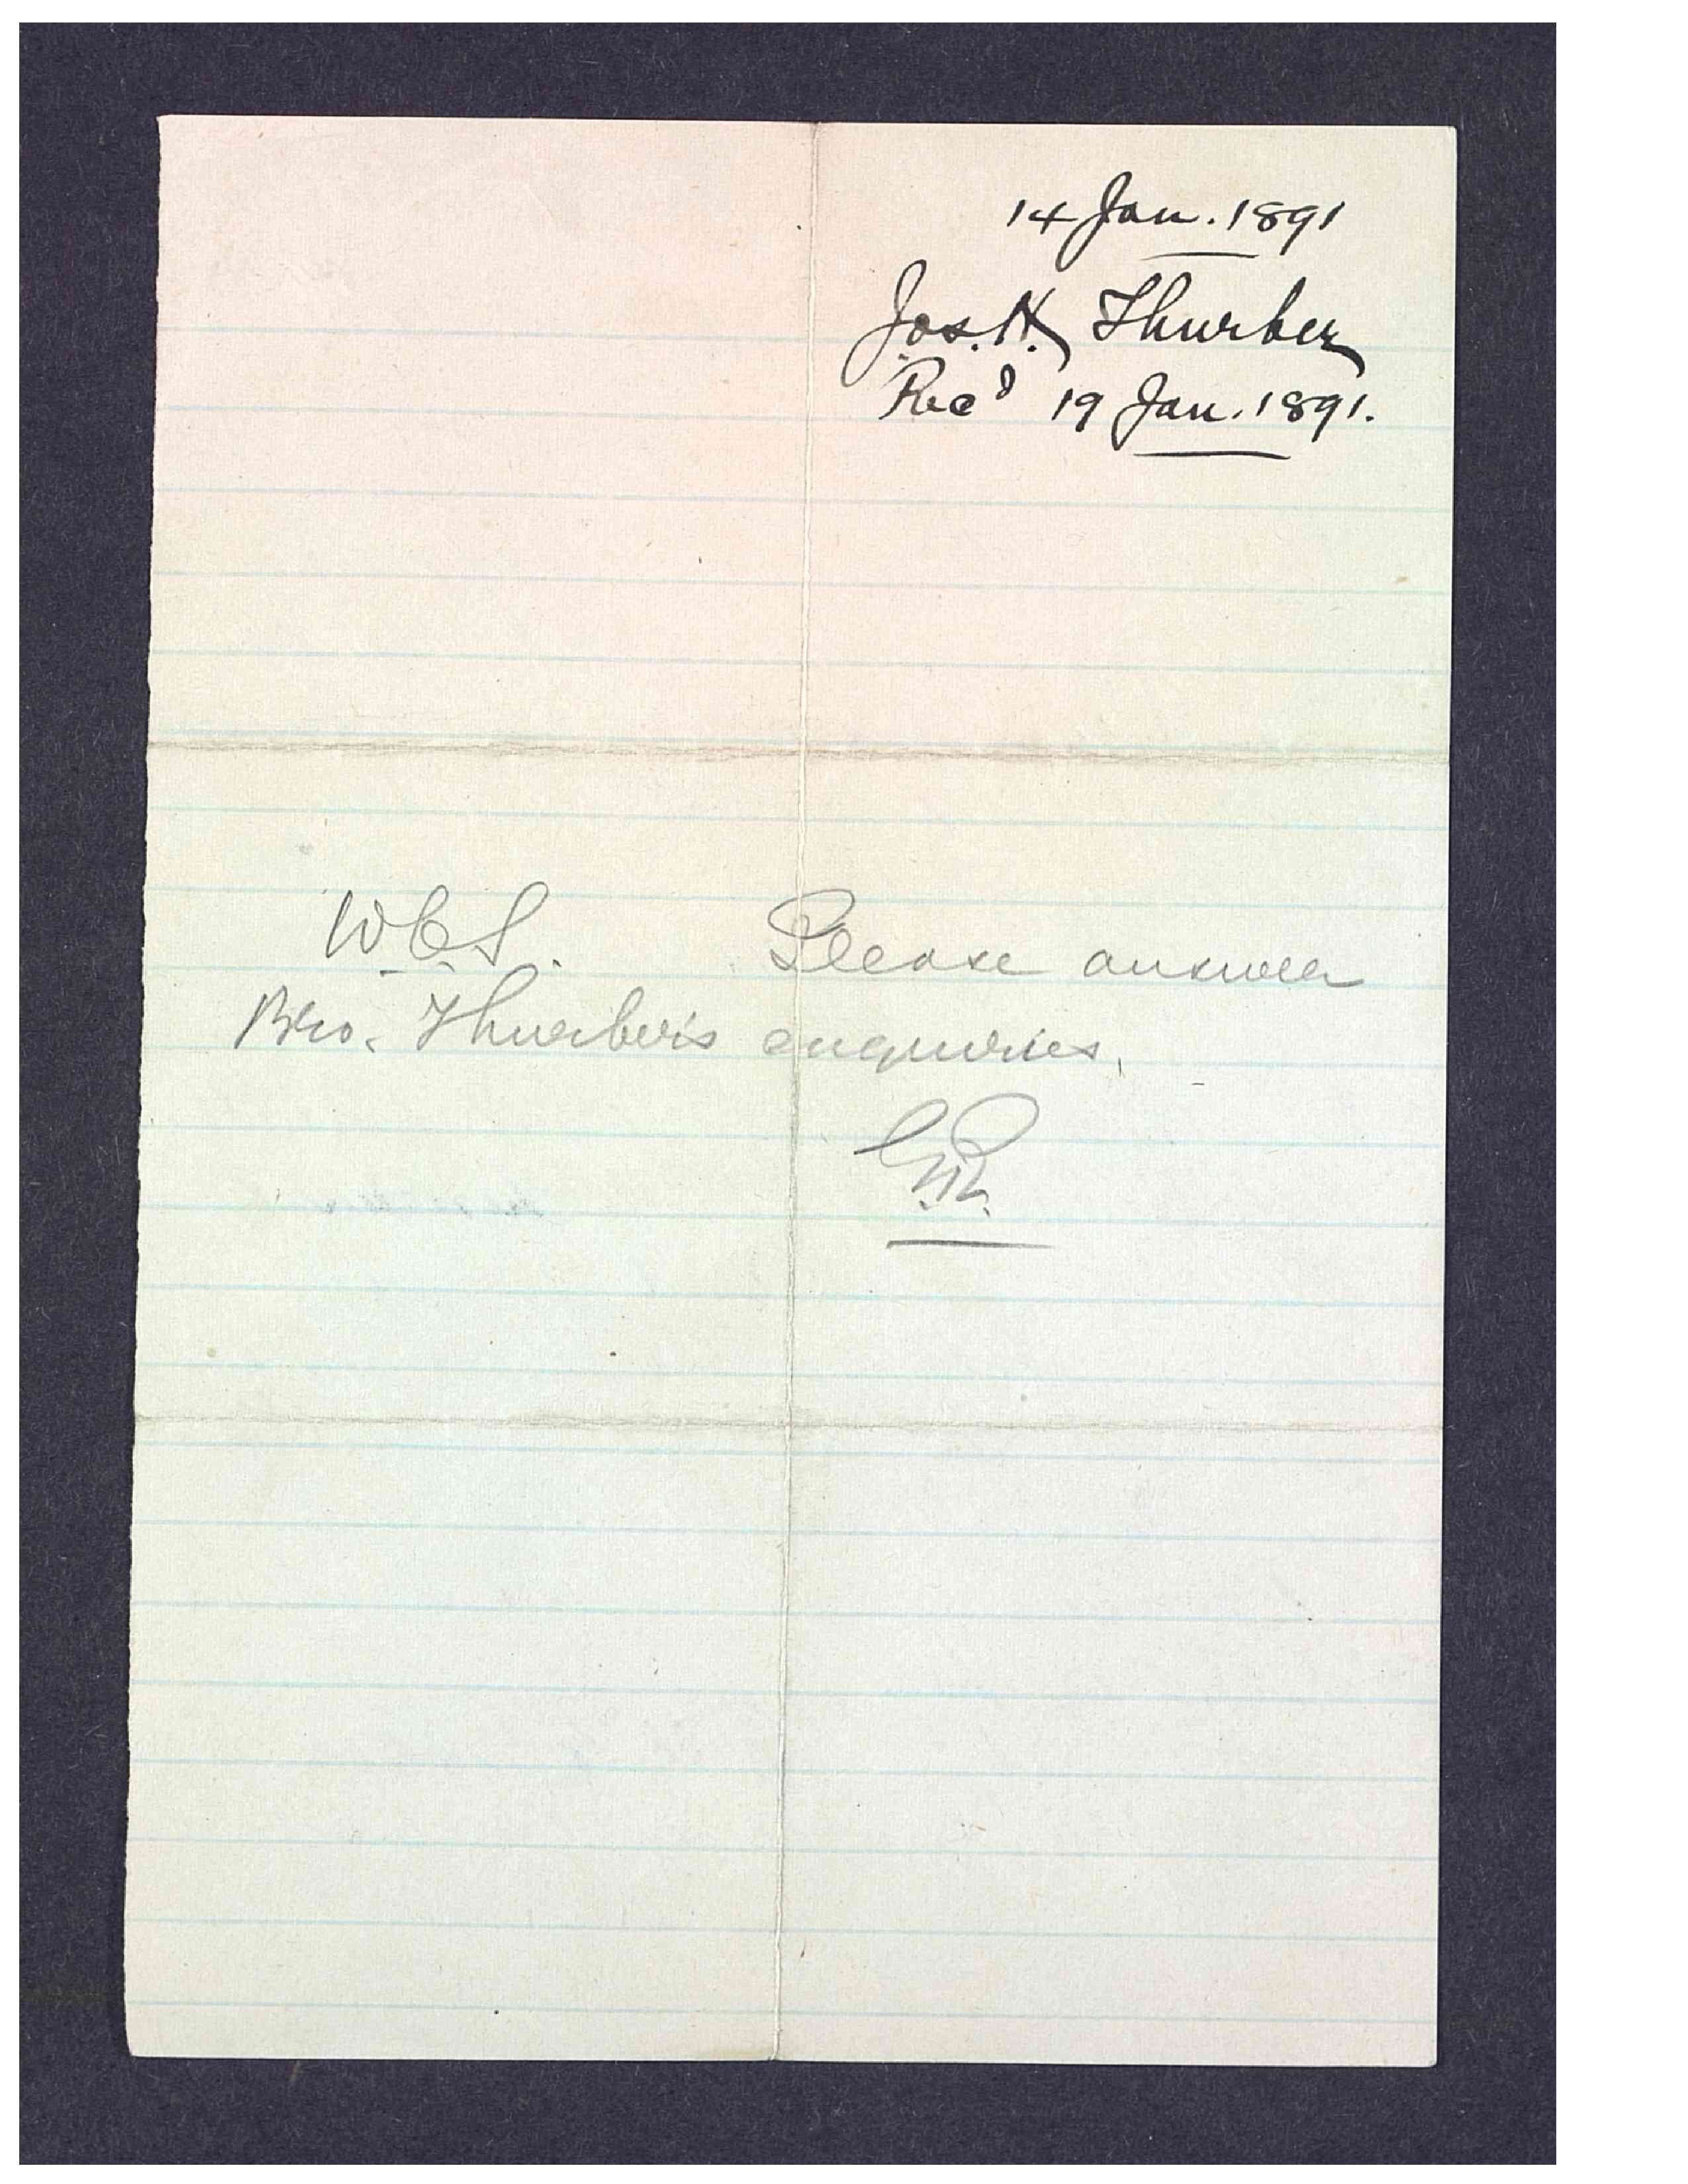 14 Jan. 1891
Jos. H. Thurber
Recd 19 Jan. 1891.
W.C.S. Please answer
Bro. Thurber's enquiries.
G.R.